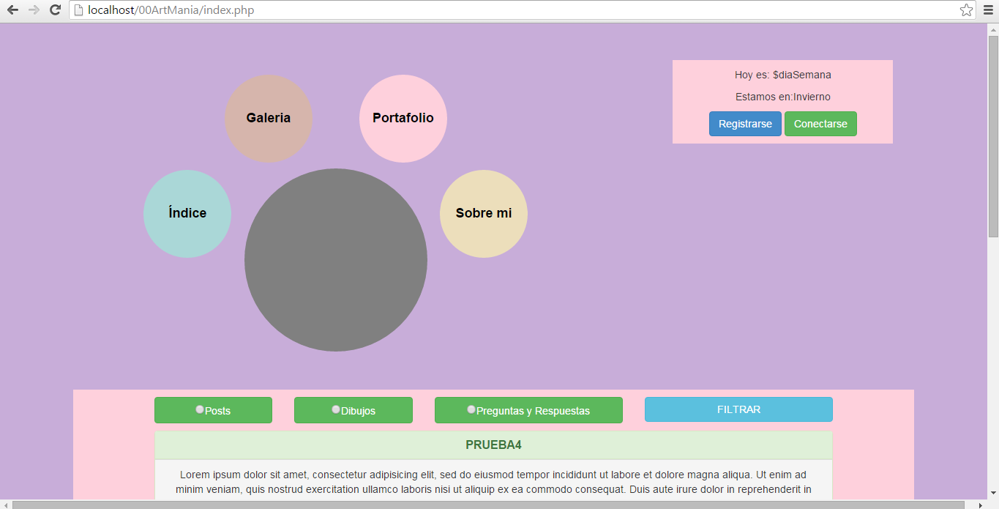 localhost/00ArtMania/index.php
Hoy es: $diaSemana
Estamos en:Invierno
Registrarse Conectarse
Galeria Portafolio
Índice Sobre mi
Posts Dibujos Preguntas y Respuestas FILTRAR
PRUEBA4
Lorem ipsum dolor sit amet, consectetur adipisicing elit, sed do eiusmod tempor incididunt ut labore et dolore magna aliqua. Ut enim ad
minim veniam, quis nostrud exercitation ullamco laboris nisi ut aliquip ex ea commodo consequat. Duis aute irure dolor in reprehenderit in